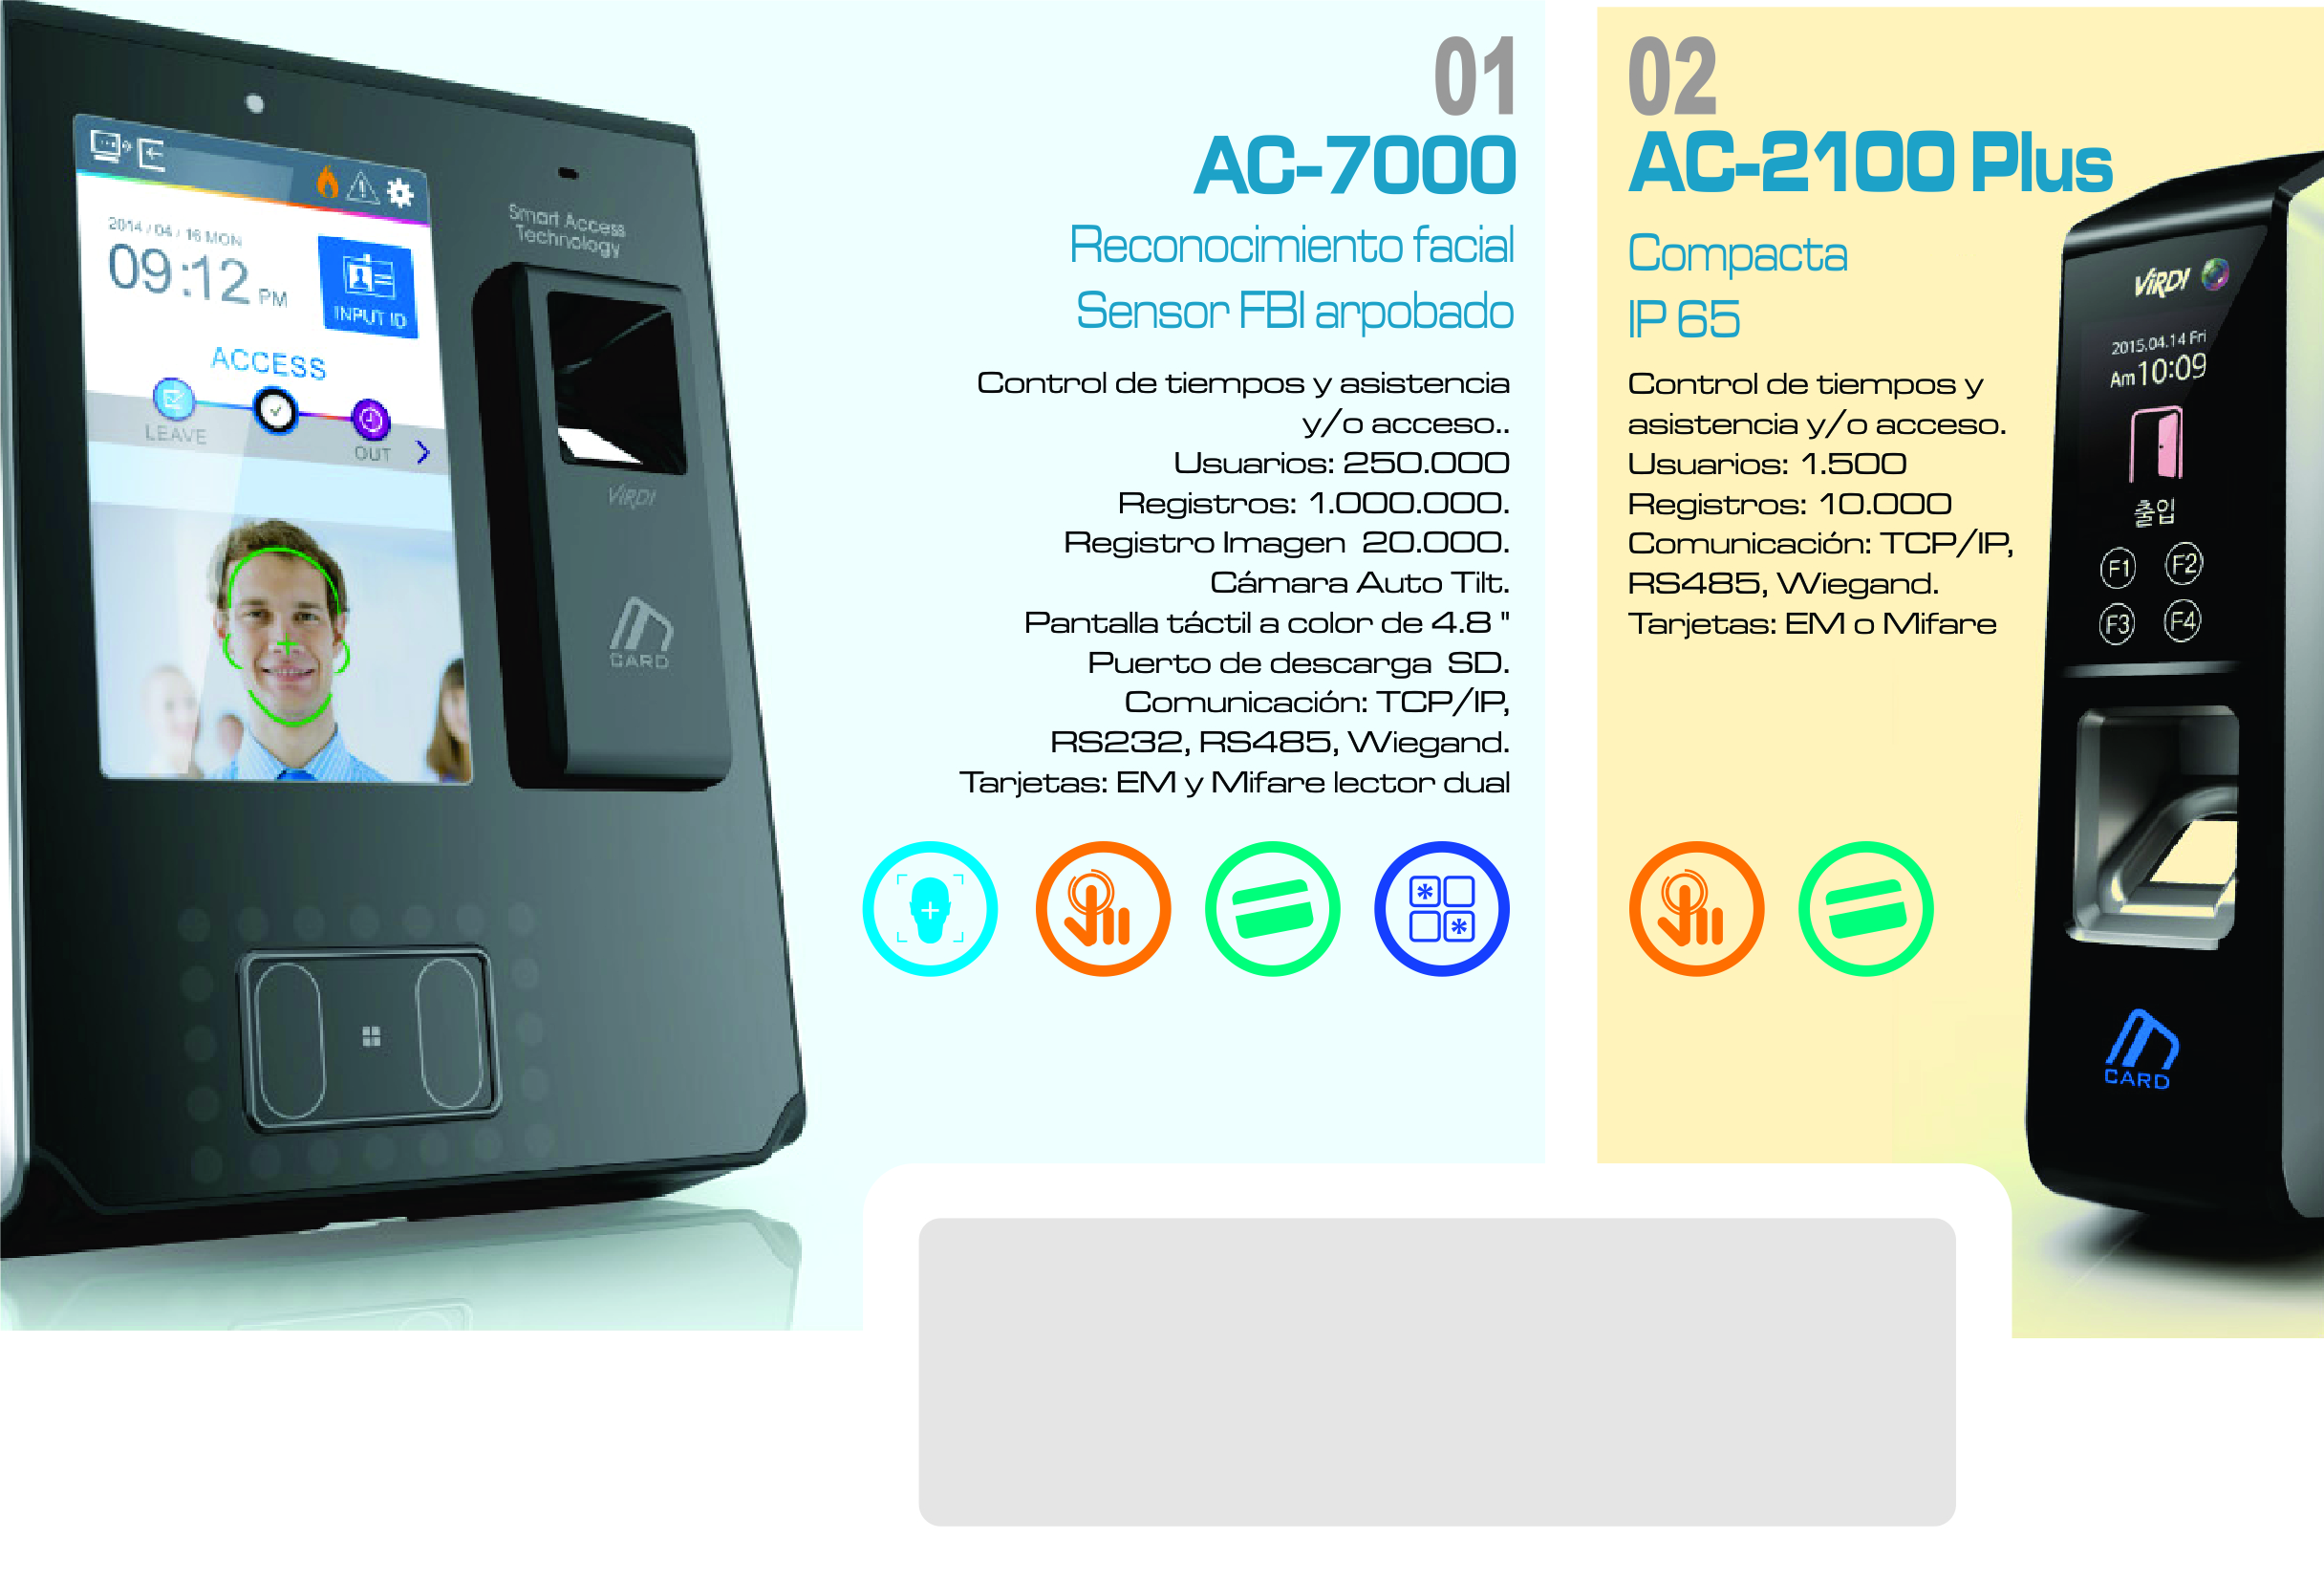 01
AC-7000
Reconocimiento facial
Sensor FBI arpobado
Control de tiempos y asistencia
y/o acceso..
Usuarios: 250.000
Registros: 1.000.000.
Registro Imagen 20.000.
Cámara Auto Tilt.
Pantalla táctil a color de 4.8 "
Puerto de descarga SD.
Comunicación: TCP/IP,
RS232, RS485, Wiegand.
Tarjetas: EM y Mifare lector dual
2014 / 04 / 16 MON
09:12 PM
INPUT ID
ACCESS
LEAVE
OUT
Smart Access
Technology
ViRDI
CARD
02
AC-2100 Plus
Compacta
IP 65
Control de tiempos y
asistencia y/o acceso.
Usuarios: 1.500
Registros: 10.000
Comunicación: TCP/IP,
RS485, Wiegand.
Tarjetas: EM o Mifare
ViRDI
2015.04.14 Fri
Am 10:09
출입
F1 F2
F3 F4
CARD